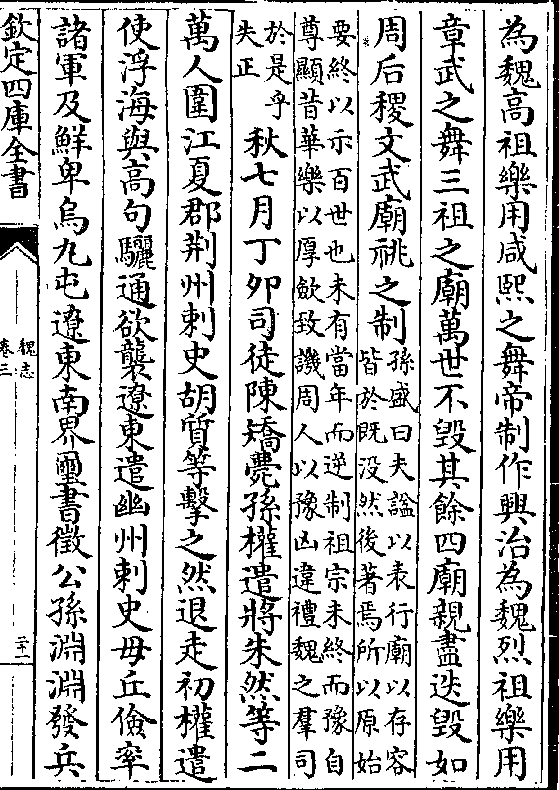 為魏髙祖樂用咸熙之舞帝制作興治為魏烈祖樂用
章武之舞三祖之廟萬世不毀其餘四廟親盡迭毀如
周后稷文武廟祧之制
孫盛曰夫諡以表行廟以存容
皆於既没然後著焉所以原始
要終以示百世也未有當年而逆制祖宗未終而豫自
尊顯昔華樂以厚斂致譏周人以豫凶違禮魏之羣司
於是乎
失正
秋七月丁卯司徒陳矯薨孫權遣將朱然等二
萬人圍江夏郡荆州刺史胡質等擊之然退走初權遣
使浮海與高句驪通欲襲遼東遣幽州刺史毋丘儉率
諸軍及鮮卑烏丸屯遼東南界璽書徵公孫淵淵發兵
欽定四庫全書
魏志
卷三
二十一